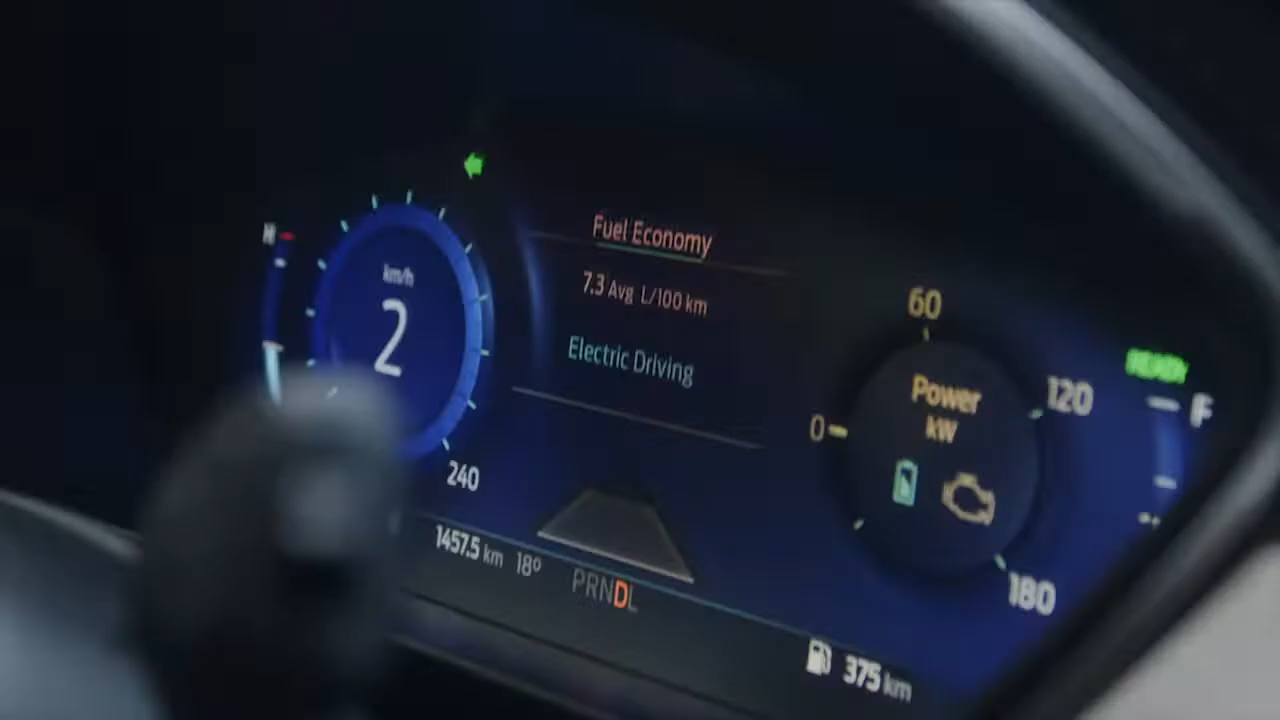 H
km/h
2
240
Fuel Economy
7.3 Avg L/100 km
Electric Driving
60
0
Power
kW
120
180
READY
F
1457.5 km 18°
PRNDL
375 km